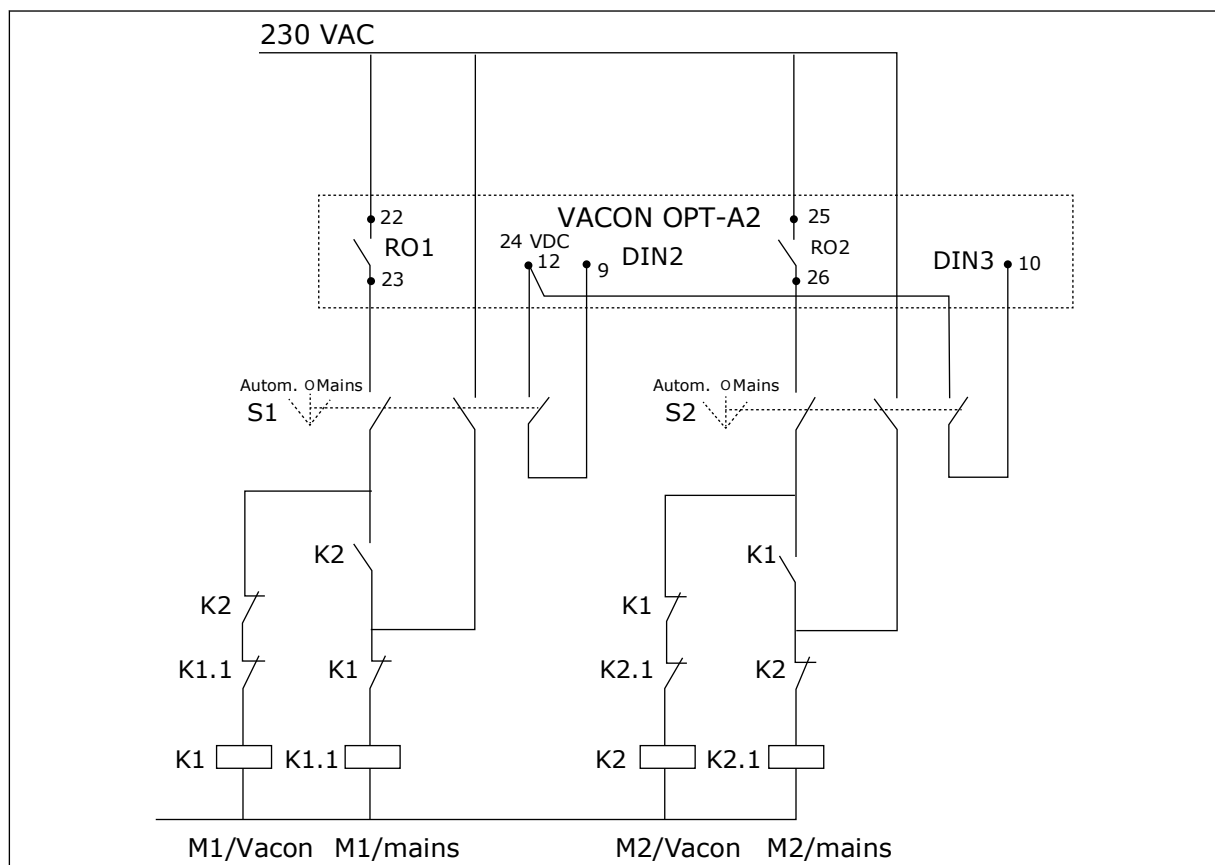 230 VAC
VACON OPT-A2
22
RO1
23
24 VDC
12
9
DIN2
25
RO2
26
DIN3
10
Autom. O Mains
S1
Autom. O Mains
S2
K2
K1
K2
K1
K1.1
K1
K2.1
K2
K1
K1.1
K2
K2.1
M1/Vacon M1/mains
M2/Vacon M2/mains